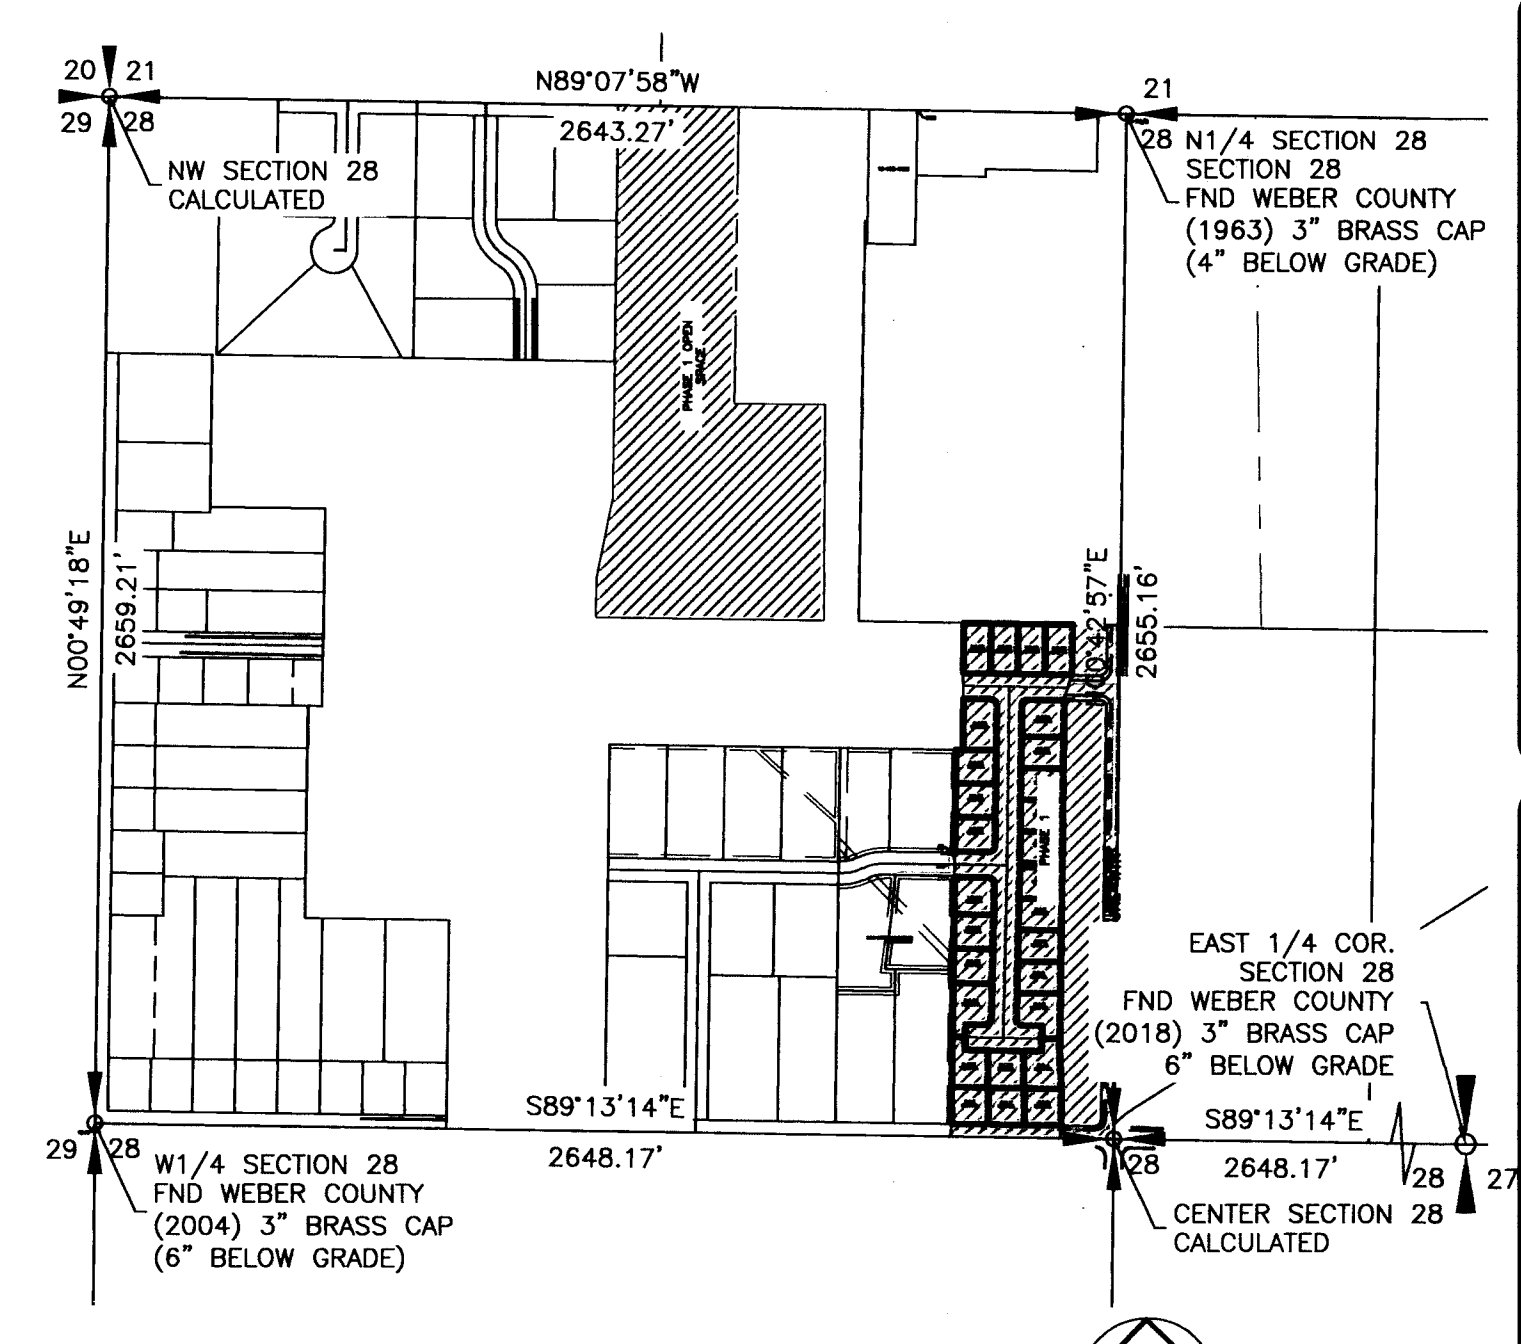 20 21
29 28
N89°07'58"W
2643.27'
21
28
NW SECTION 28
CALCULATED
N1/4 SECTION 28
SECTION 28
FND WEBER COUNTY
(1963) 3" BRASS CAP
(4" BELOW GRADE)
PHASE 1 OPEN
SPACE
N00°49'18"E
2659.21'
2655.16'
PHASE 1
EAST 1/4 COR.
SECTION 28
FND WEBER COUNTY
(2018) 3" BRASS CAP
6" BELOW GRADE
S89°13'14"E
2648.17'
S89°13'14"E
2648.17'
29 28
28
28 27
W1/4 SECTION 28
FND WEBER COUNTY
(2004) 3" BRASS CAP
(6" BELOW GRADE)
CENTER SECTION 28
CALCULATED